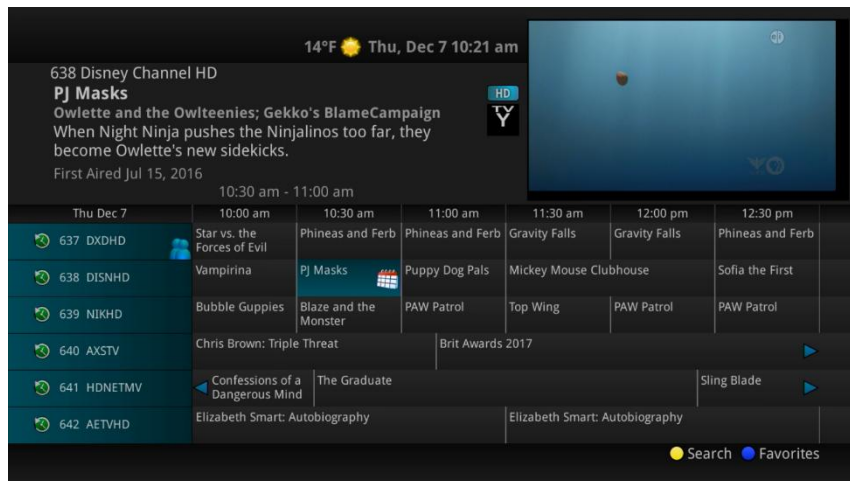 14°F Thu, Dec 7 10:21 am
638 Disney Channel HD
PJ Masks
HD
Owlette and the Owlteenies; Gekko's BlameCampaign
TV
Y
When Night Ninja pushes the Ninjalinos too far, they
become Owlette's new sidekicks.
First Aired Jul 15, 2016
10:30 am - 11:00 am
Thu Dec 7 10:00 am 10:30 am 11:00 am 11:30 am 12:00 pm 12:30 pm
637 DXDHD Star vs. the Phineas and Ferb Phineas and Ferb Gravity Falls Gravity Falls Phineas and Ferb
Forces of Evil
638 DISNHD Vampirina PJ Masks Puppy Dog Pals Mickey Mouse Clubhouse Sofia the First
639 NIKHD Bubble Guppies Blaze and the PAW Patrol Top Wing PAW Patrol PAW Patrol
Monster
640 AXSTV Chris Brown: Triple Threat Brit Awards 2017
641 HDNETMV Confessions of a The Graduate Sling Blade
Dangerous Mind
642 AETVHD Elizabeth Smart: Autobiography Elizabeth Smart: Autobiography
Search Favorites